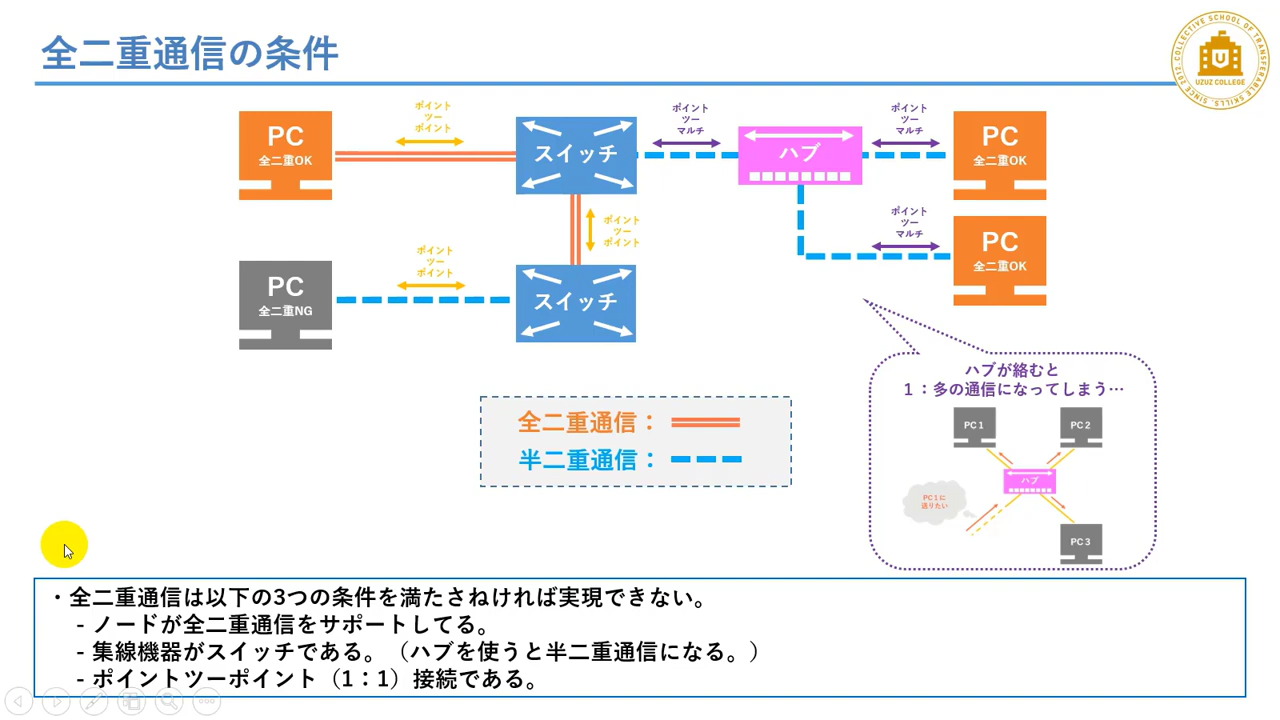 全二重通信の条件
COLLECTIVE SCHOOL OF TRANSFERABLE SKILLS. SINCE 2012.
UZUZ COLLEGE
PC
全二重OK
ポイント
ツー
ポイント
スイッチ
ポイント
ツー
マルチ
ハブ
ポイント
ツー
マルチ
PC
全二重OK
ポイント
ツー
ポイント
ポイント
ツー
マルチ
PC
全二重OK
PC
全二重NG
ポイント
ツー
ポイント
スイッチ
ハブが絡むと
1：多の通信になってしまう…
PC 1
PC 2
ハブ
PC 1に
送りたい
PC 3
全二重通信：
半二重通信：
・全二重通信は以下の3つの条件を満たさねければ実現できない。
- ノードが全二重通信をサポートしてる。
- 集線機器がスイッチである。（ハブを使うと半二重通信になる。）
- ポイントツーポイント（1：1）接続である。